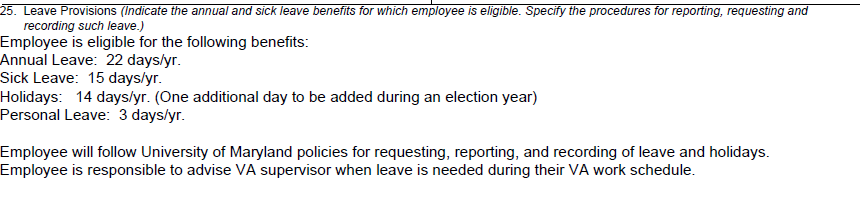 25. Leave Provisions (Indicate the annual and sick leave benefits for which employee is eligible. Specify the procedures for reporting, requesting and
recording such leave.)
Employee is eligible for the following benefits:
Annual Leave: 22 days/yr.
Sick Leave: 15 days/yr.
Holidays: 14 days/yr. (One additional day to be added during an election year)
Personal Leave: 3 days/yr.
Employee will follow University of Maryland policies for requesting, reporting, and recording of leave and holidays.
Employee is responsible to advise VA supervisor when leave is needed during their VA work schedule.